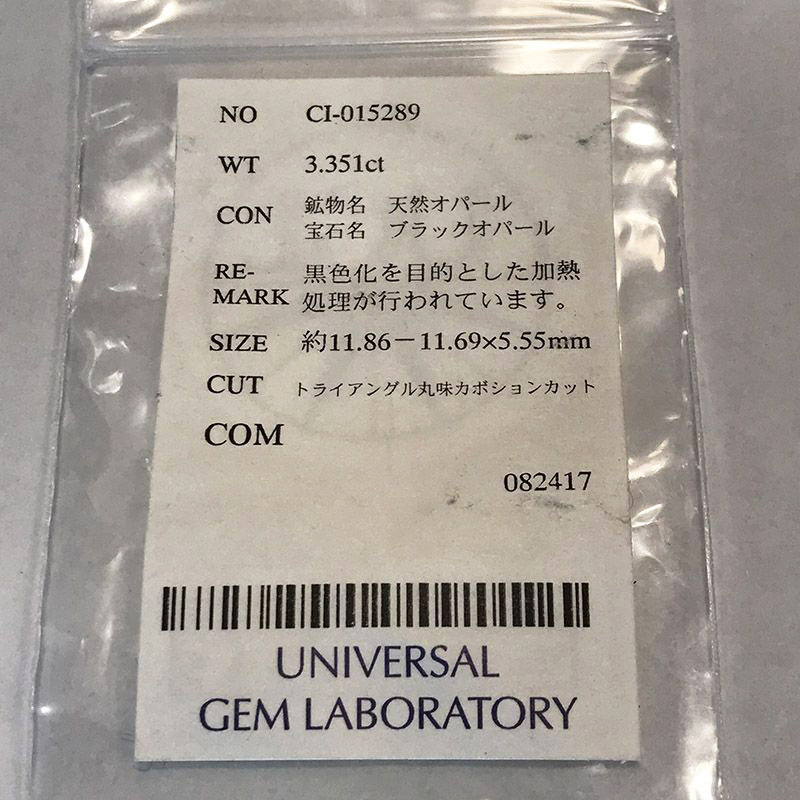 NO CI-015289
WT 3.351ct
CON 鉱物名 天然オパール
宝石名 ブラックオパール
RE- 黒色化を目的とした加熱
MARK 処理が行われています。
SIZE 約11.86－11.69×5.55mm
CUT トライアングル丸味カボションカット
COM
082417
UNIVERSAL
GEM LABORATORY